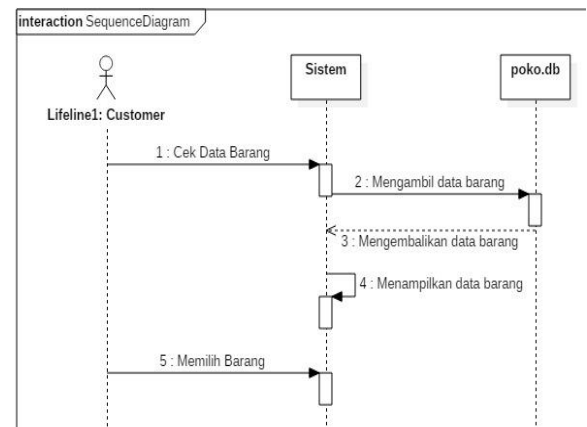 interaction SequenceDiagram
Sistem
poko.db
Lifeline1: Customer
1 : Cek Data Barang
2 : Mengambil data barang
3 : Mengembalikan data barang
4 : Menampilkan data barang
5 : Memilih Barang